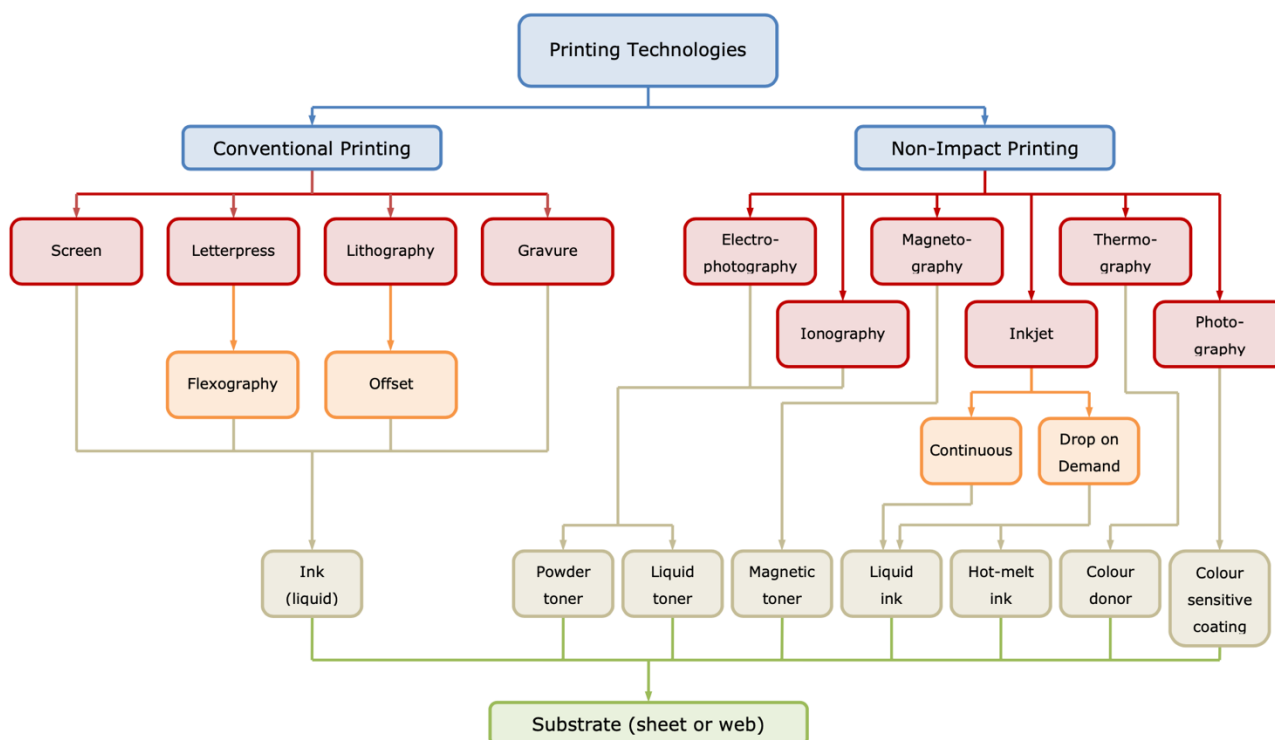 Printing Technologies
Conventional Printing
Non-Impact Printing
Screen
Letterpress
Lithography
Gravure
Electro-
photography
Magneto-
graphy
Thermo-
graphy
Ionography
Inkjet
Photo-
graphy
Flexography
Offset
Continuous
Drop on
Demand
Ink
(liquid)
Powder
toner
Liquid
toner
Magnetic
toner
Liquid
ink
Hot-melt
ink
Colour
donor
Colour
sensitive
coating
Substrate (sheet or web)